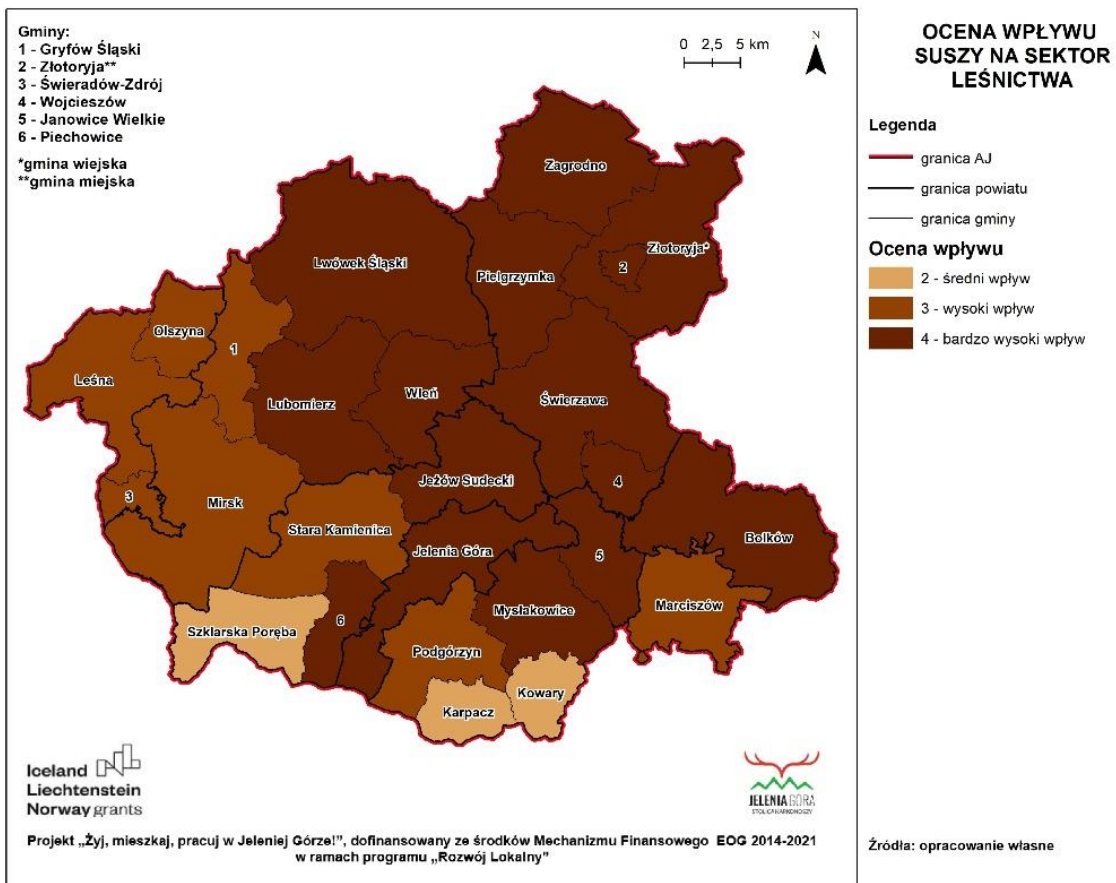 Gminy:
1 - Gryfów Śląski
2 - Złotoryja**
3 - Świeradów-Zdrój
4 - Wojcieszów
5 - Janowice Wielkie
6 - Piechowice
*gmina wiejska
**gmina miejska
0 2,5 5 km
N
OCENA WPŁYWU
SUSZY NA SEKTOR
LEŚNICTWA
Legenda
granica AJ
granica powiatu
granica gminy
Ocena wpływu
2 - średni wpływ
3 - wysoki wpływ
4 - bardzo wysoki wpływ
Zagrodno
Złotoryja*
2
Pielgrzymka
Lwówek Śląski
Olszyna
1
Leśna
Lubomierz
Wleń
Świerzawa
Jeżów Sudecki
4
3
Mirsk
Stara Kamienica
Jelenia Góra
5
Bolków
Marciszów
Mysłakowice
6
Szklarska Poręba
Podgórzyn
Kowary
Karpacz
Iceland
Liechtenstein
Norway grants
JELENIA GÓRA
STOLICA KARKONOSZY
Projekt „Żyj, mieszkaj, pracuj w Jeleniej Górze!”, dofinansowany ze środków Mechanizmu Finansowego EOG 2014-2021
w ramach programu „Rozwój Lokalny”
Źródła: opracowanie własne